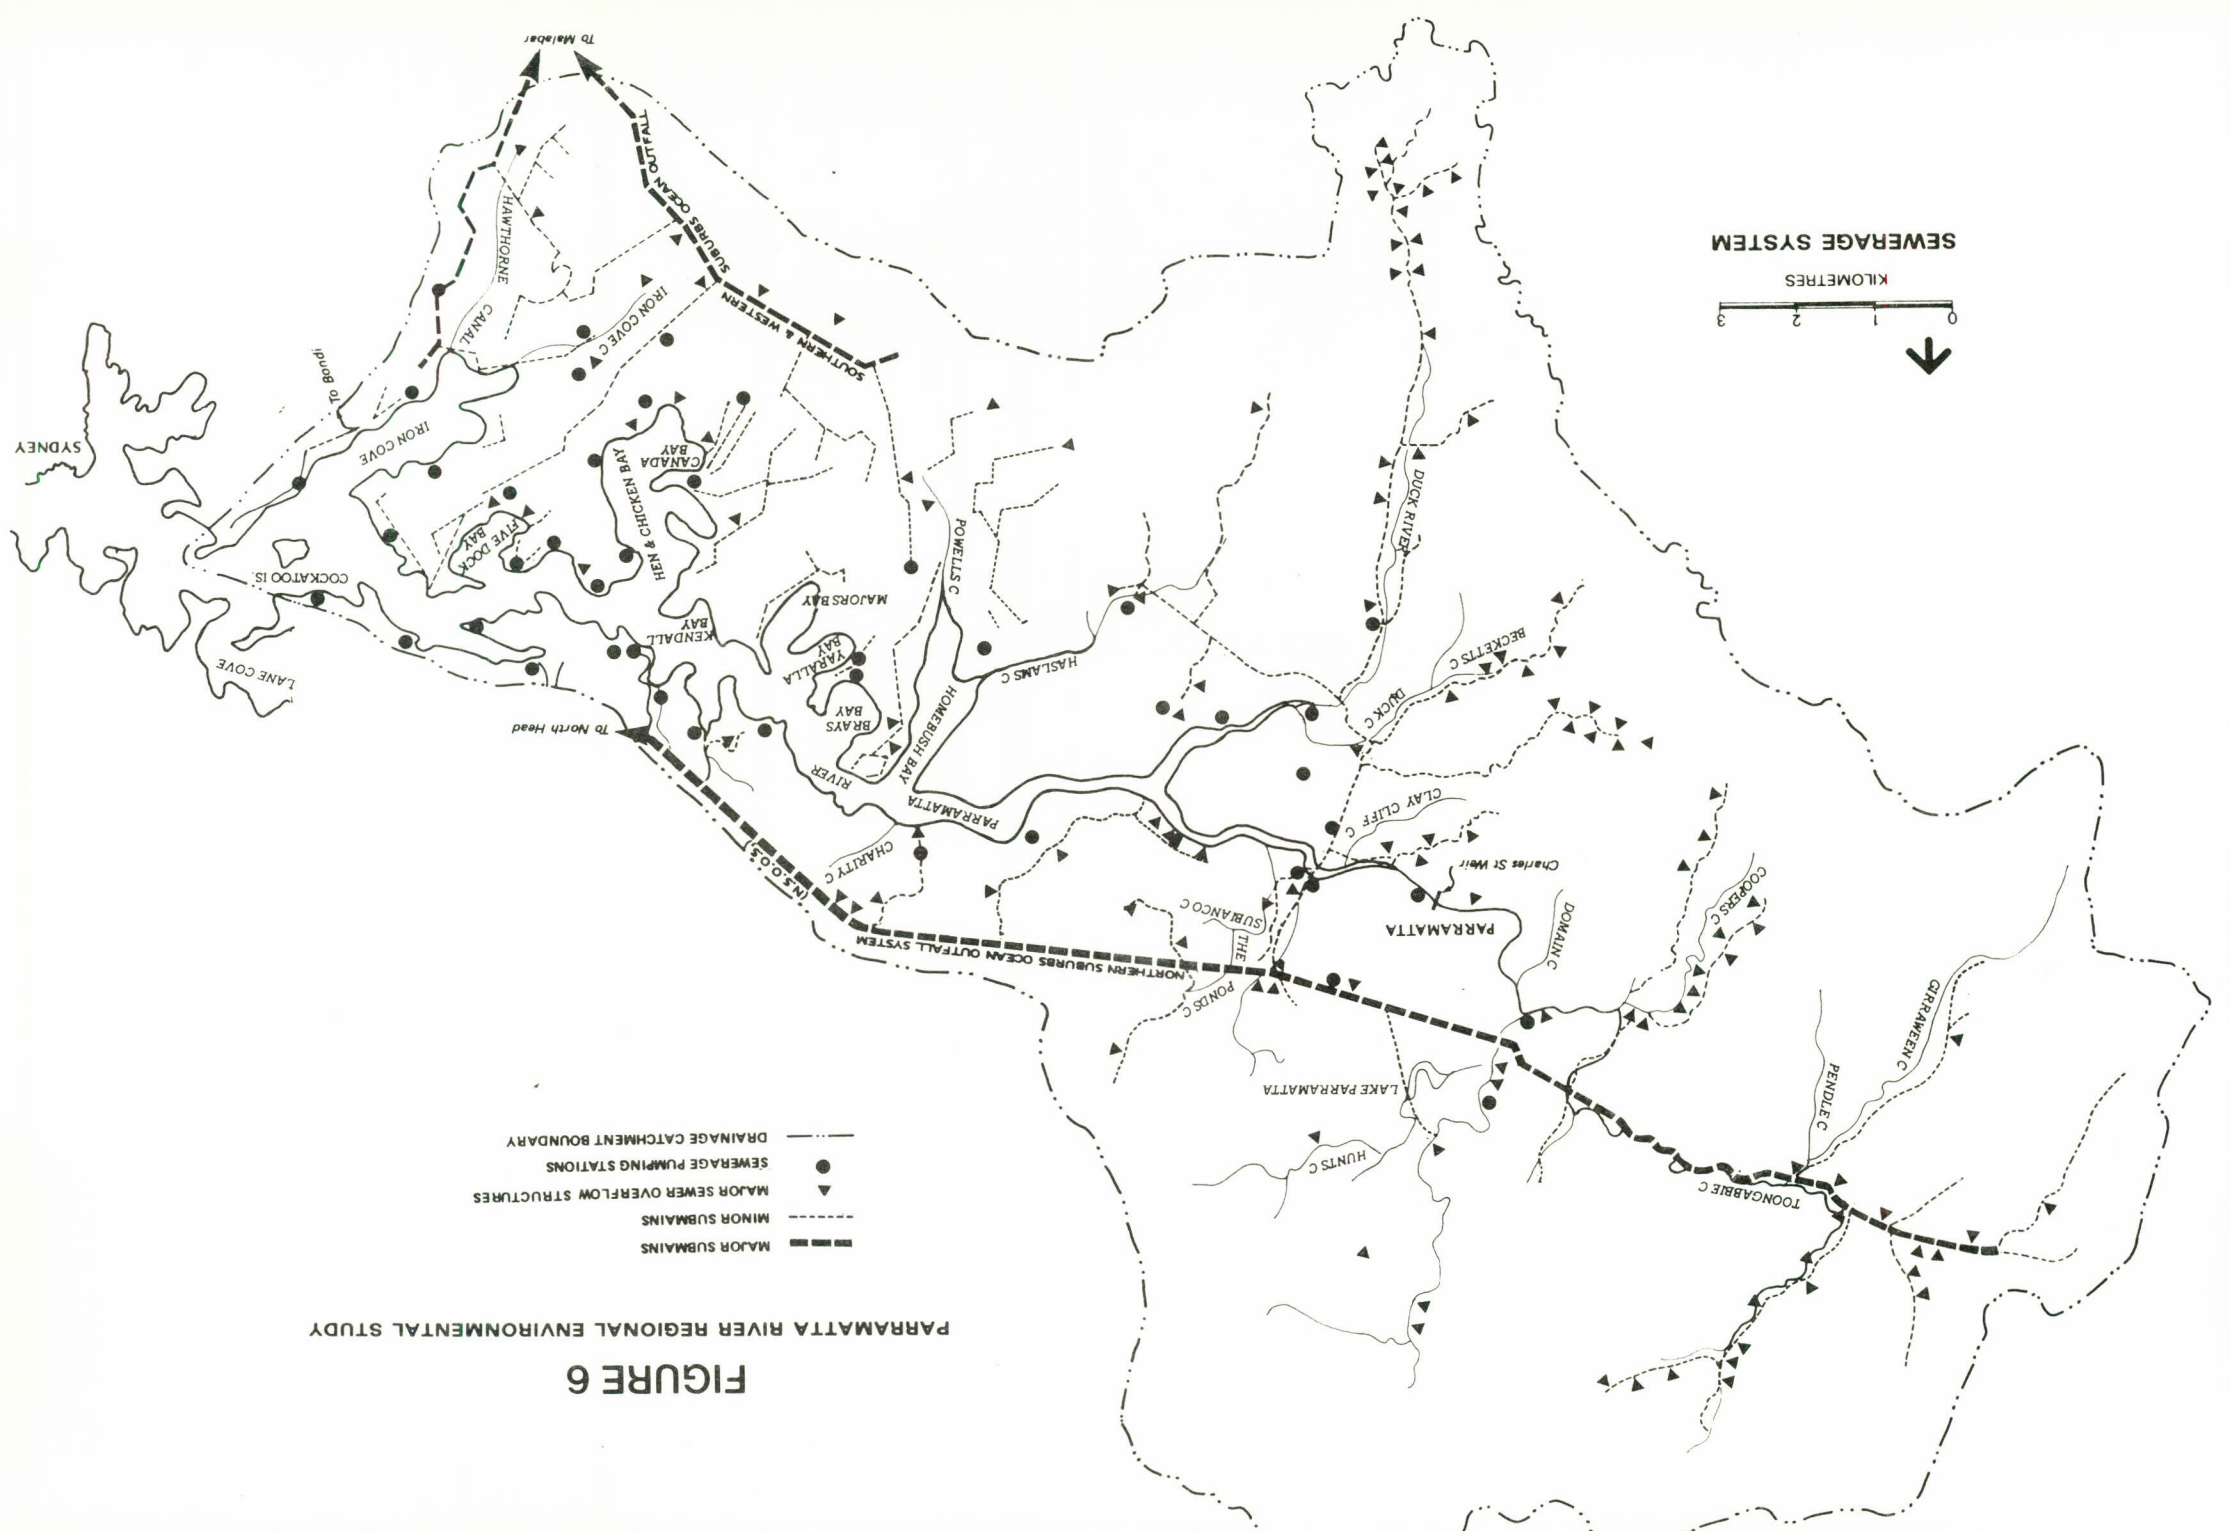 FIGURE 6
PARRAMATTA RIVER REGIONAL ENVIRONMENTAL STUDY
MAJOR SUBMAINS
MINOR SUBMAINS
MAJOR SEWER OVERFLOW STRUCTURES
SEWERAGE PUMPING STATIONS
DRAINAGE CATCHMENT BOUNDARY
TOONGABBIE C
HUNTS C
PENDLE C
GIRRAWEEN C
LAKE PARRAMATTA
PONDS C
THE
SUBIANCO C
NORTHERN SUBURBS OCEAN OUTFALL SYSTEM
(N.S.O.O.S)
DOMAIN C
COOPERS C
PARRAMATTA
Charles St Weir
CHARITY C
CLAY CLIFF C
PARRAMATTA
RIVER
HOMEBUSH BAY
To North Head
BRAYS
BAY
YARALLA
BAY
MAJORS BAY
KENDALL
BAY
DUCK C
BECKETTS C
HASLAMS C
POWELLS C
DUCK RIVER
LANE COVE
COCKATOO IS.
FIVE DOCK
BAY
HEN & CHICKEN BAY
CANADA
BAY
IRON COVE
SYDNEY
To Bondi
IRON COVE C
HAWTHORNE
CANAL
SOUTHERN & WESTERN
SUBURBS OCEAN OUTFALL
To Malabar
0 1 2 3
KILOMETRES
SEWERAGE SYSTEM